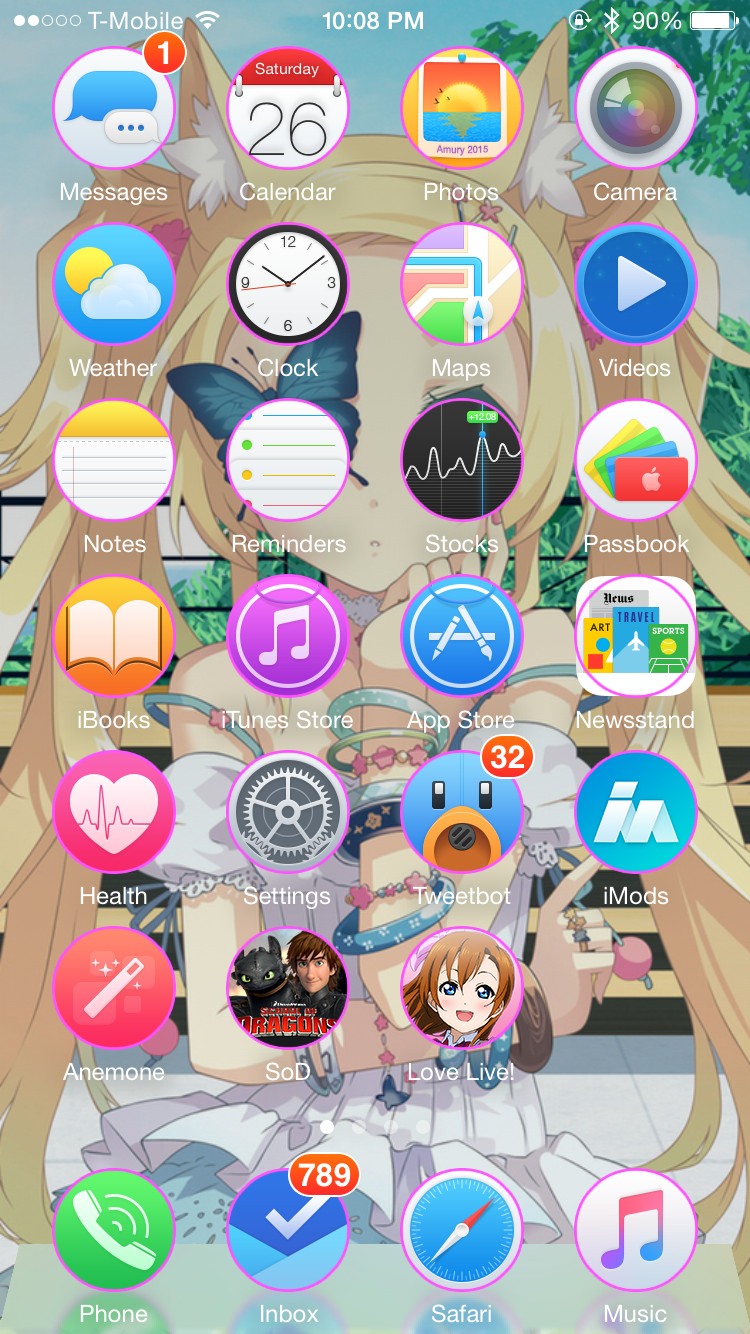 T-Mobile 10:08 PM 90%
1
Saturday
26
Amury 2015
Messages Calendar Photos Camera
12
9 3
6
Weather Clock Maps Videos
+12.08
Notes Reminders Stocks Passbook
News
ART TRAVEL SPORTS
iBooks iTunes Store App Store Newsstand
32
Health Settings Tweetbot iMods
DREAMWORKS
SCHOOL OF
DRAGONS
Anemone SoD Love Live!
789
Phone Inbox Safari Music